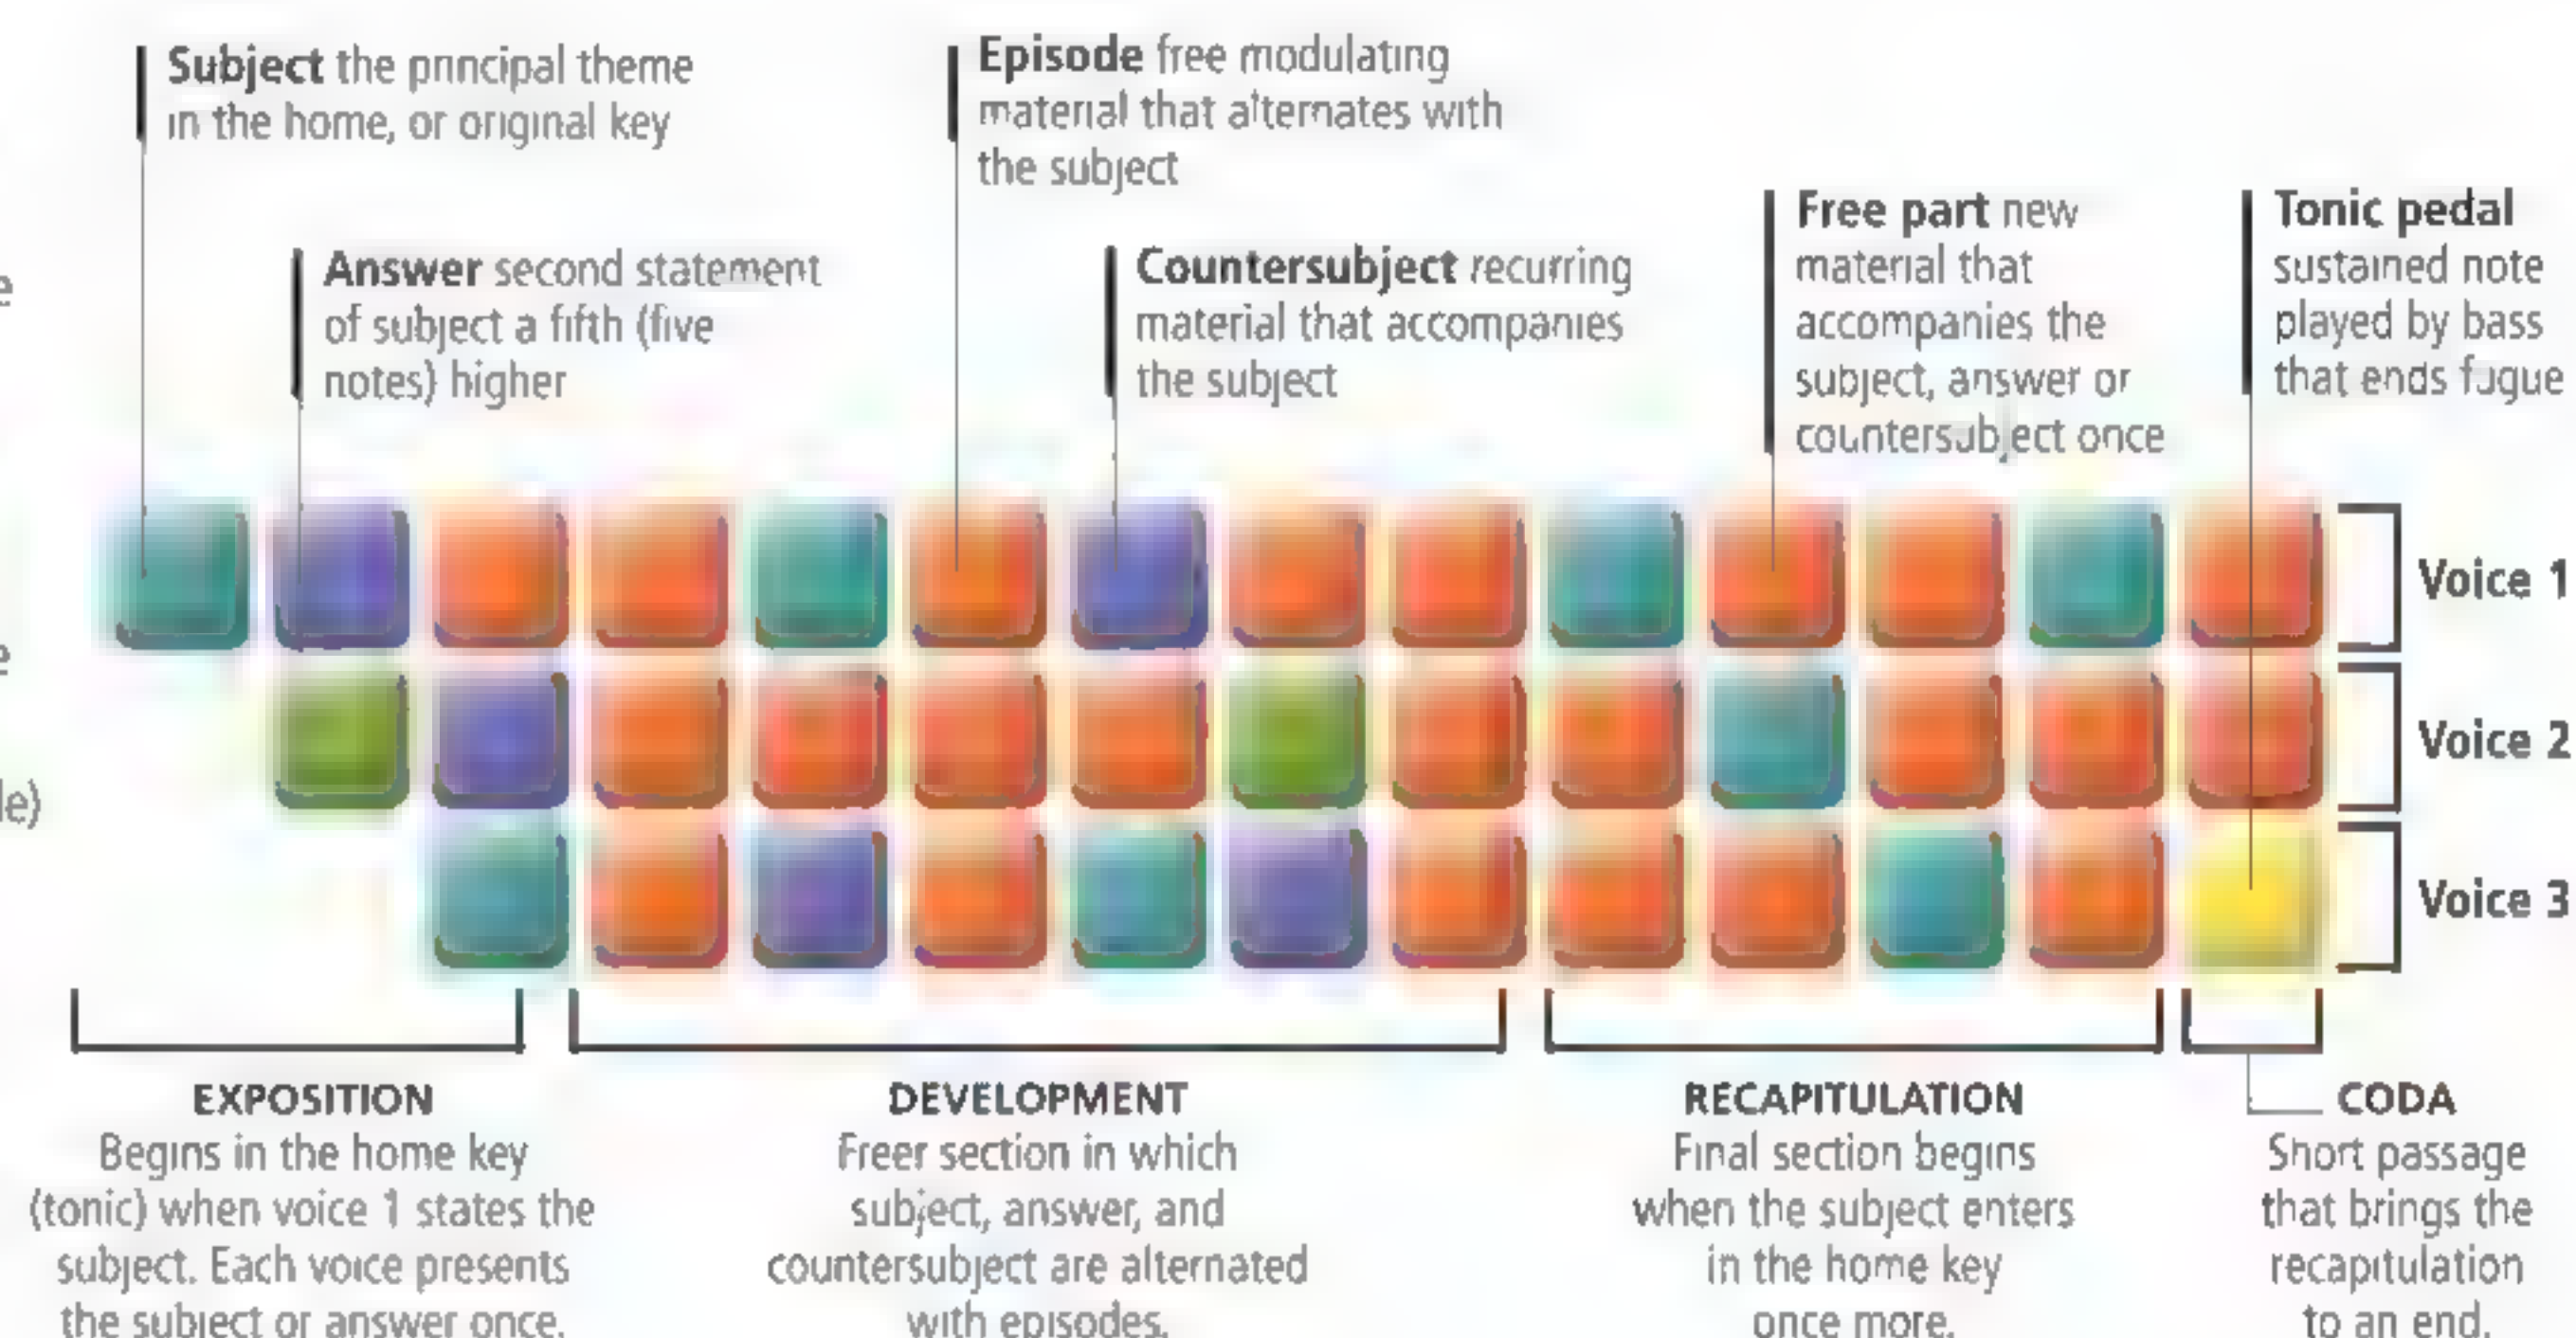 Subject the principal theme
in the home, or original key
Episode free modulating
material that alternates with
the subject
Answer second statement
of subject a fifth (five
notes) higher
Countersubject recurring
material that accompanies
the subject
Free part new
material that
accompanies the
subject, answer or
countersubject once
Tonic pedal
sustained note
played by bass
that ends fugue
e
e
le)
Voice 1
Voice 2
Voice 3
EXPOSITION
Begins in the home key
(tonic) when voice 1 states the
subject. Each voice presents
the subject or answer once.
DEVELOPMENT
Freer section in which
subject, answer, and
countersubject are alternated
with episodes.
RECAPITULATION
Final section begins
when the subject enters
in the home key
once more.
CODA
Short passage
that brings the
recapitulation
to an end.